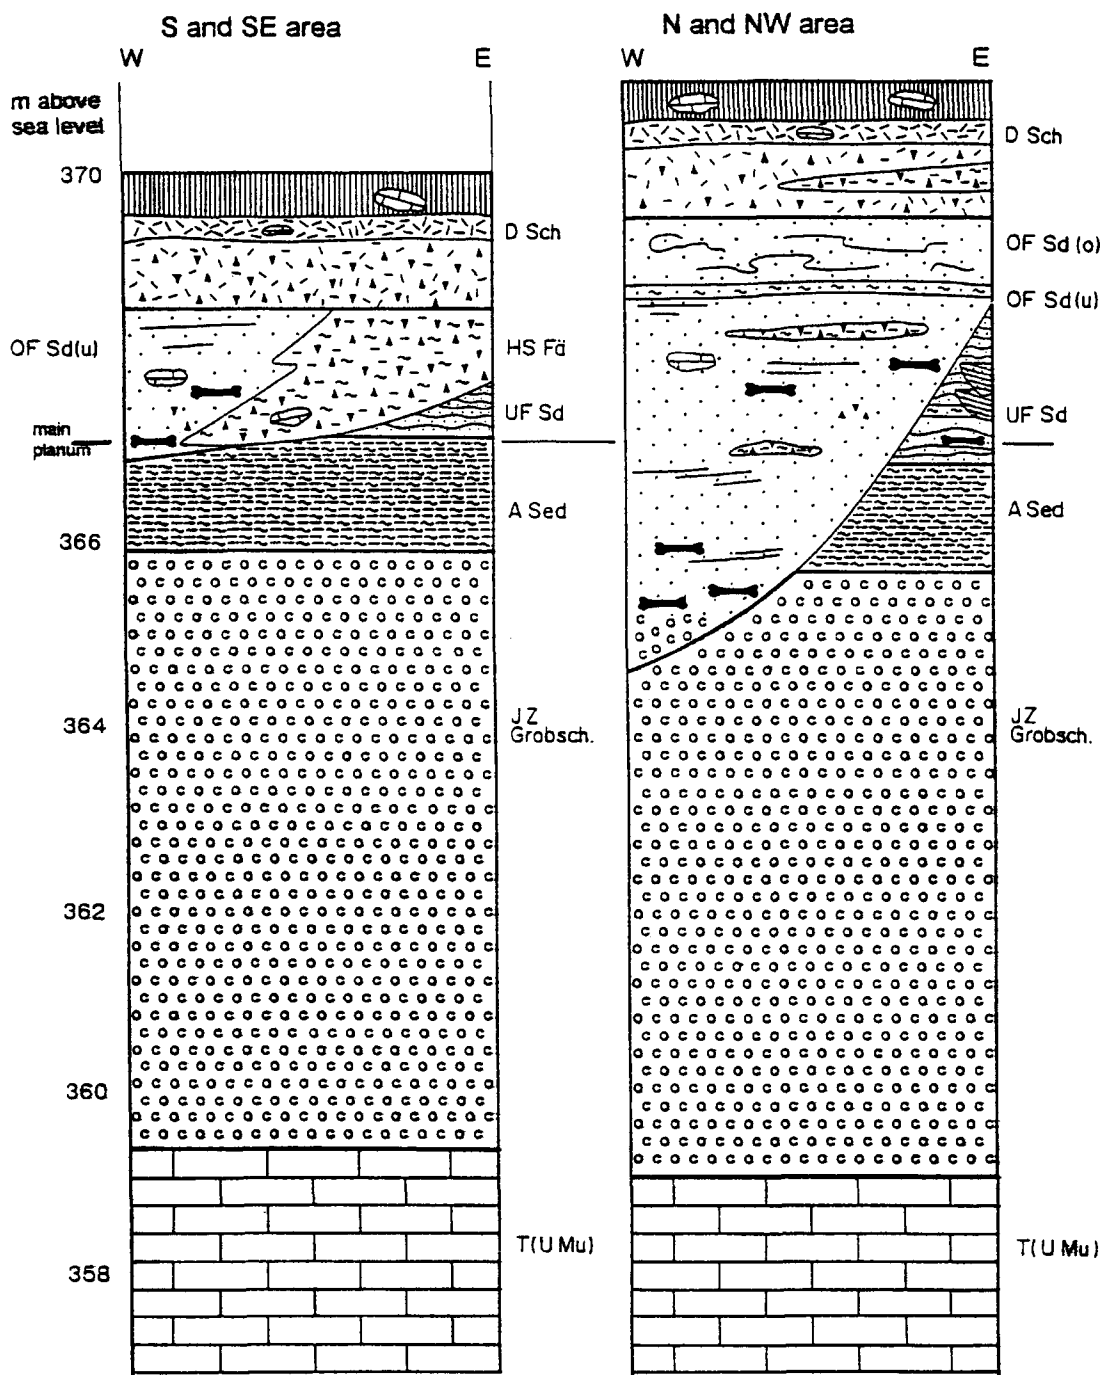 S and SE area
W E
m above
sea level
370
D Sch
OF Sd(u)
HS Fä
UF Sd
main
planum
A Sed
366
364
JZ
Grobsch.
362
360
T(U Mu)
358
N and NW area
W E
D Sch
OF Sd(o)
OF Sd(u)
UF Sd
A Sed
JZ
Grobsch.
T(U Mu)